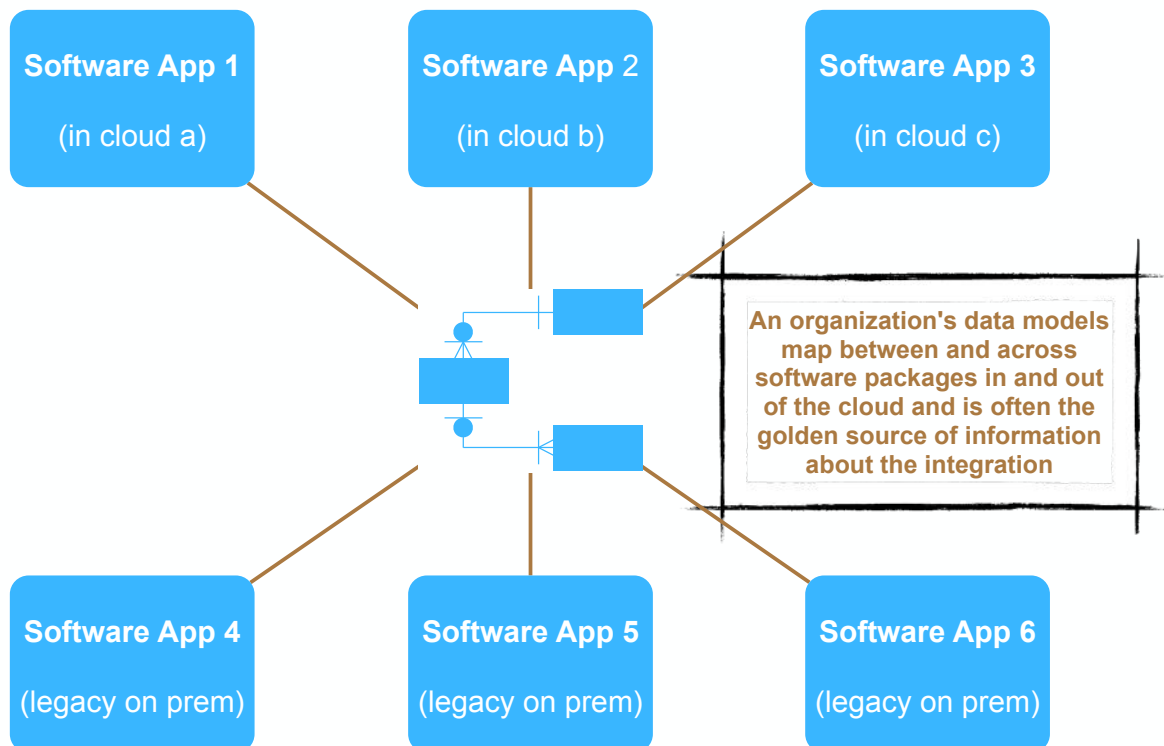 Software App 1
(in cloud a)
Software App 2
(in cloud b)
Software App 3
(in cloud c)
An organization's data models
map between and across
software packages in and out
of the cloud and is often the
golden source of information
about the integration
Software App 4
(legacy on prem)
Software App 5
(legacy on prem)
Software App 6
(legacy on prem)